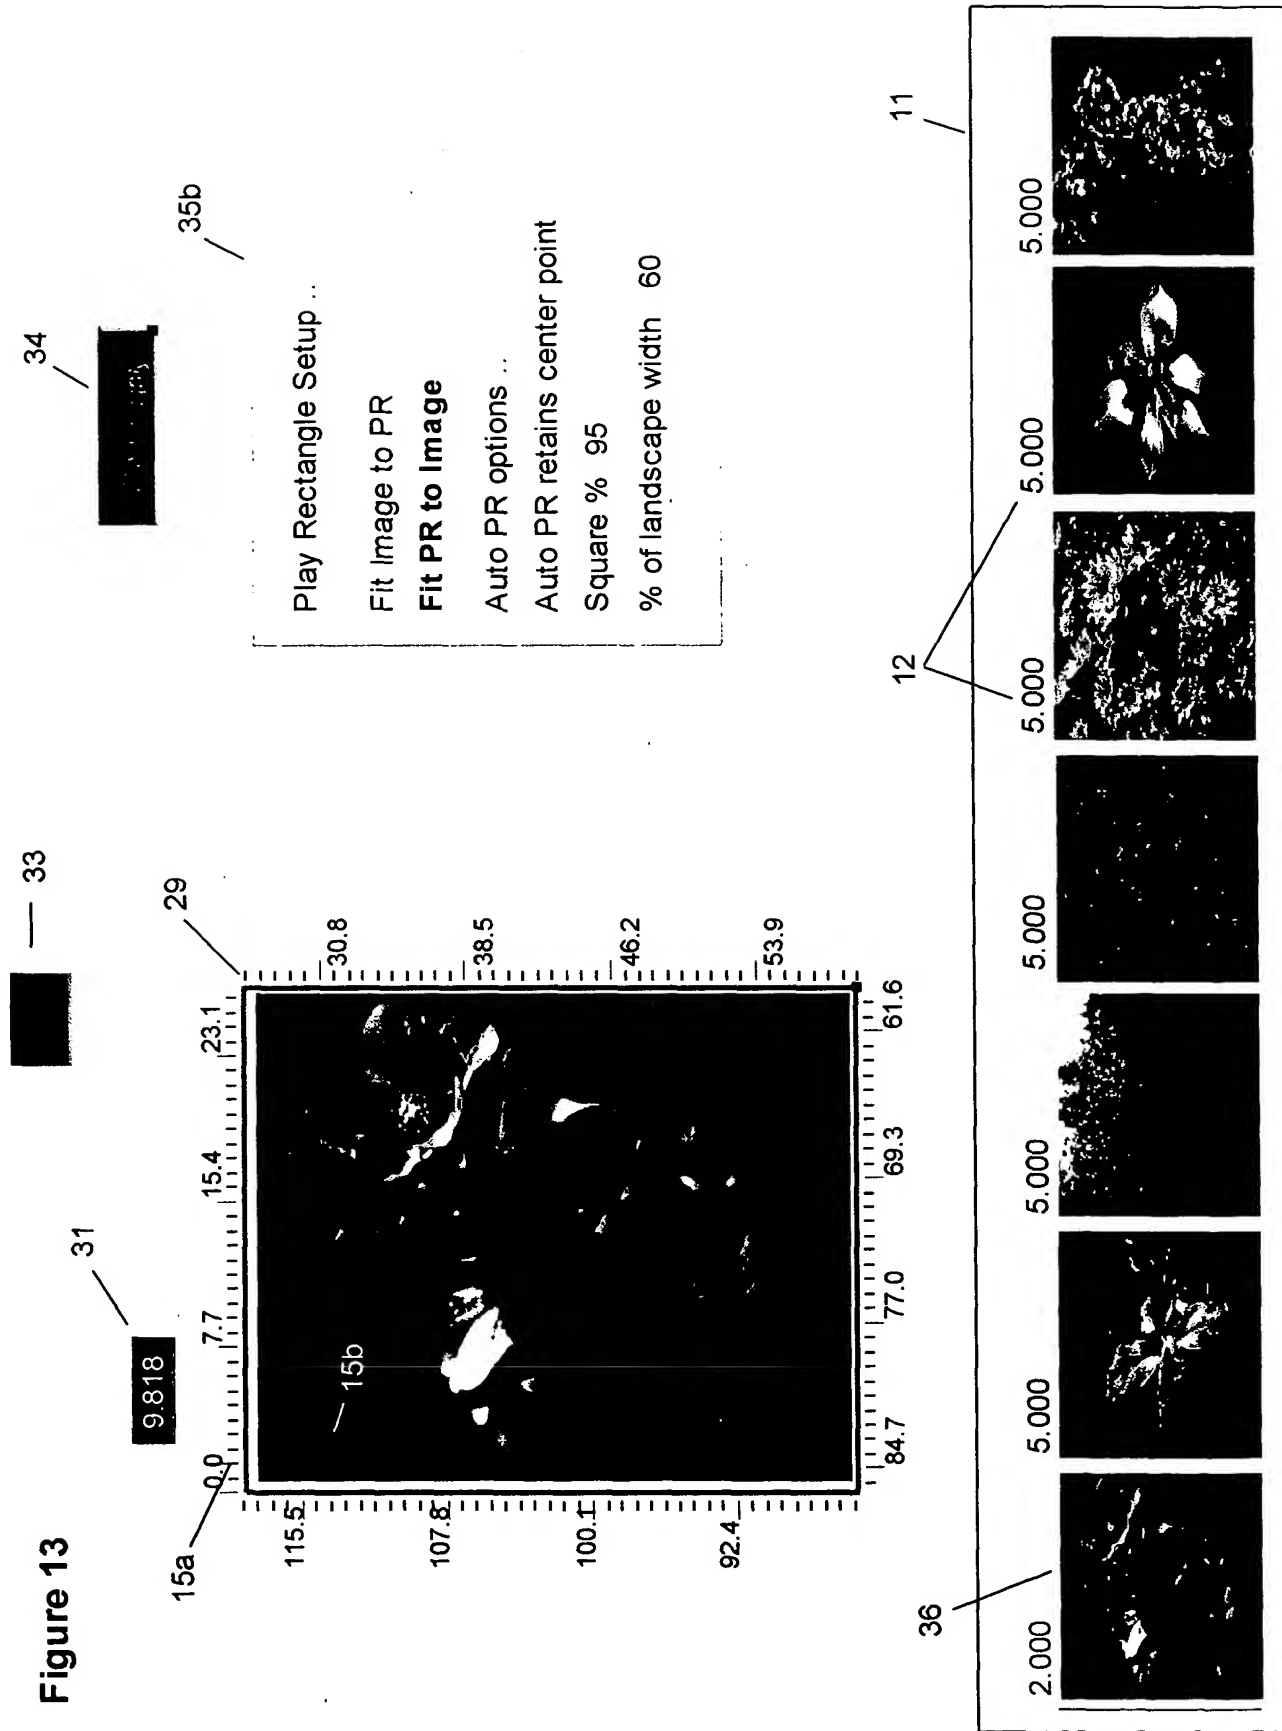 Figure 13
33
34
31
9.818
15a
0.0
7.7
15.4
23.1
29
115.5
107.8
100.1
92.4
30.8
38.5
46.2
53.9
15b
84.7
77.0
69.3
61.6
35b
Play Rectangle Setup ..
Fit Image to PR
Fit PR to Image
Auto PR options ..
Auto PR retains center point
Square % 95
% of landscape width 60
36
12
11
2.000
5.000
5.000
5.000
5.000
5.000
5.000